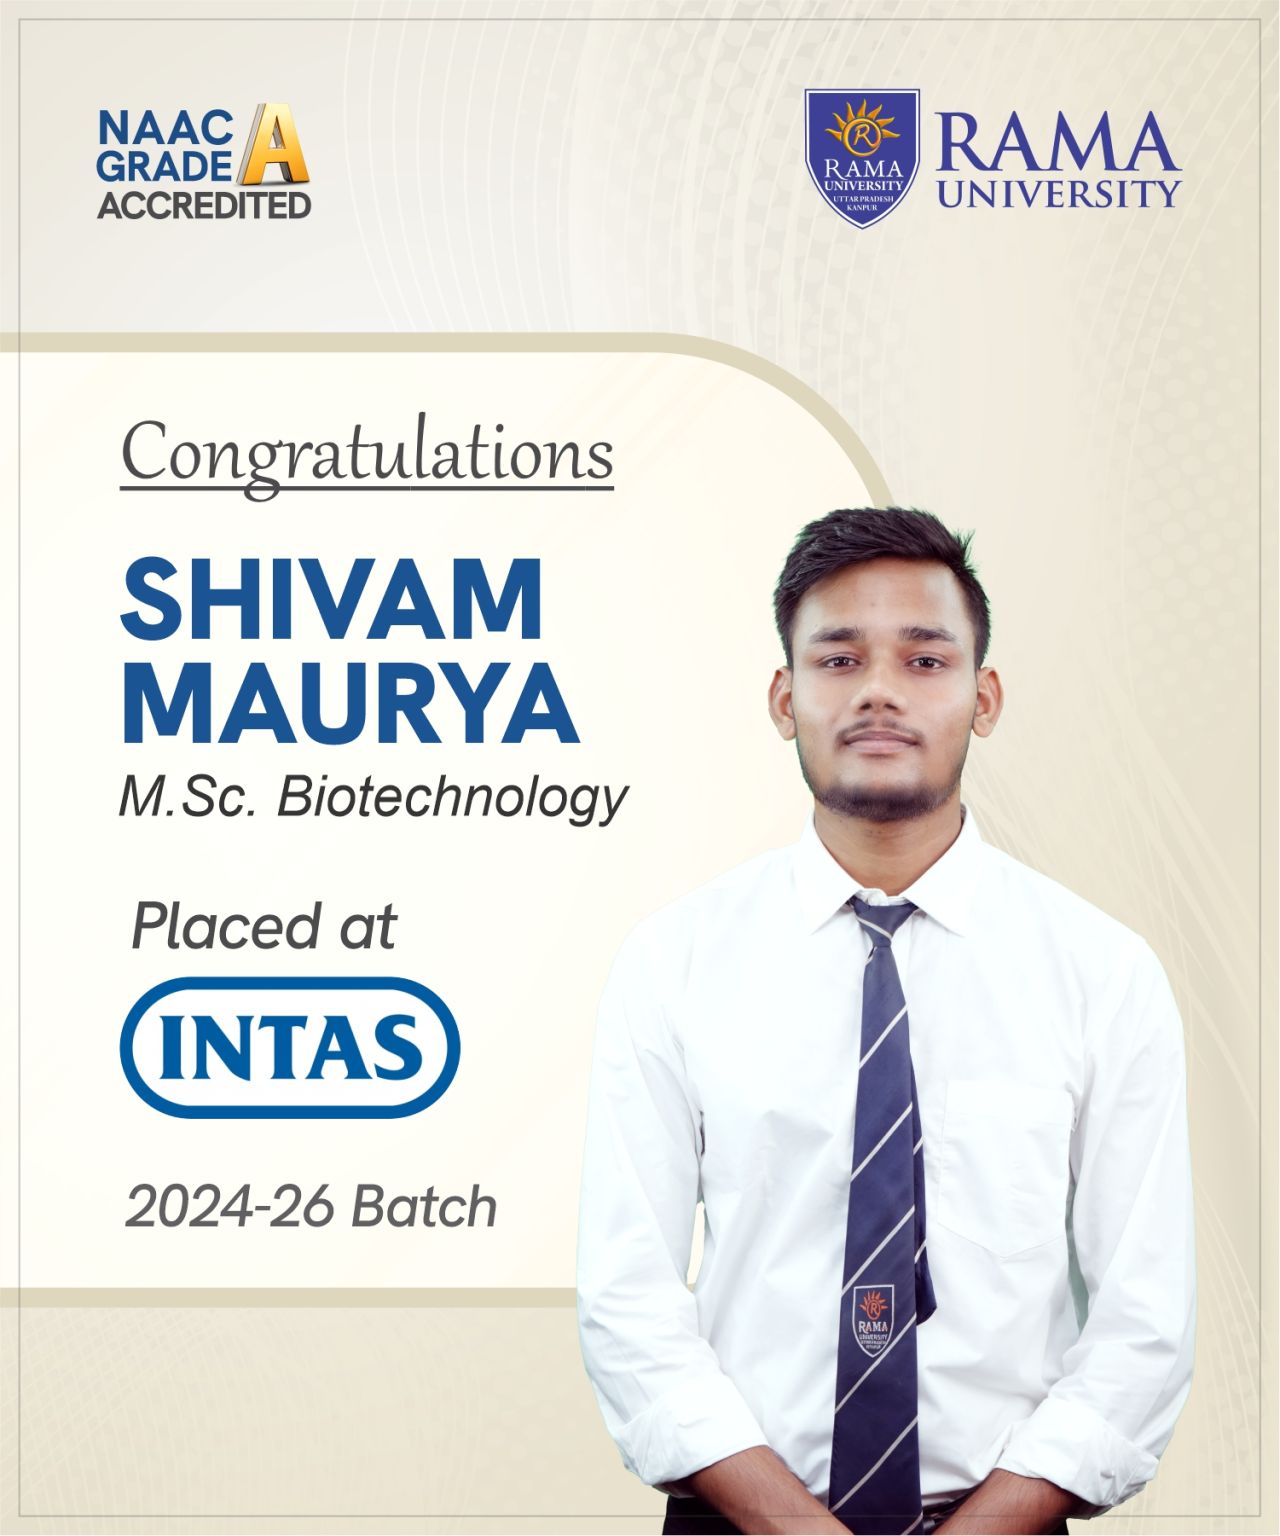 NAAC
GRADE A
ACCREDITED
R
RAMA
UNIVERSITY
UTTAR PRADESH
KANPUR
RAMA
UNIVERSITY
Congratulations
SHIVAM
MAURYA
M.Sc. Biotechnology
Placed at
INTAS
2024-26 Batch
R
RAMA
UNIVERSITY